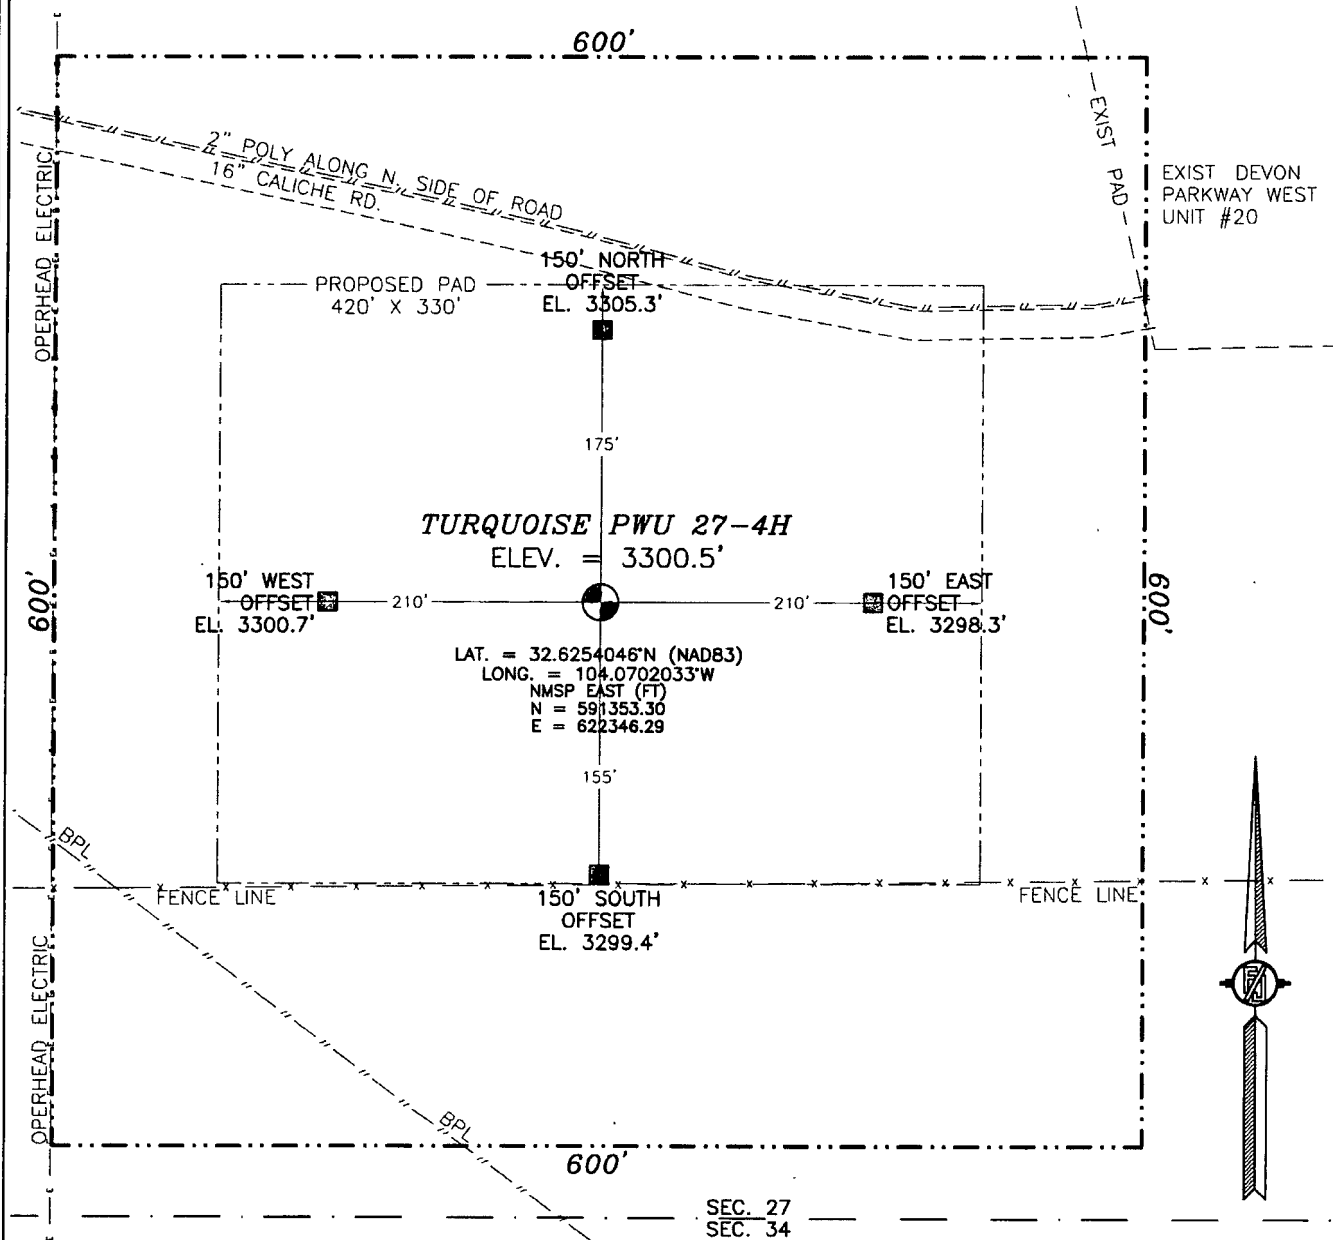 600'
2" POLY ALONG N. SIDE OF ROAD
16" CALICHE RD.
EXIST PAD
EXIST DEVON
PARKWAY WEST
UNIT #20
OPERHEAD ELECTRIC
150' NORTH
OFFSET
EL. 3305.3'
PROPOSED PAD
420' X 330'
175'
TURQUOISE PWU 27-4H
ELEV. = 3300.5'
600'
150' WEST
OFFSET
EL. 3300.7'
210'
210'
150' EAST
OFFSET
EL. 3298.3'
600'
LAT. = 32.6254046°N (NAD83)
LONG. = 104.0702033°W
NMSP EAST (FT)
N = 591353.30
E = 622346.29
155'
BPL
FENCE LINE
FENCE LINE
150' SOUTH
OFFSET
EL. 3299.4'
OPERHEAD ELECTRIC
BPL
600'
SEC. 27
SEC. 34